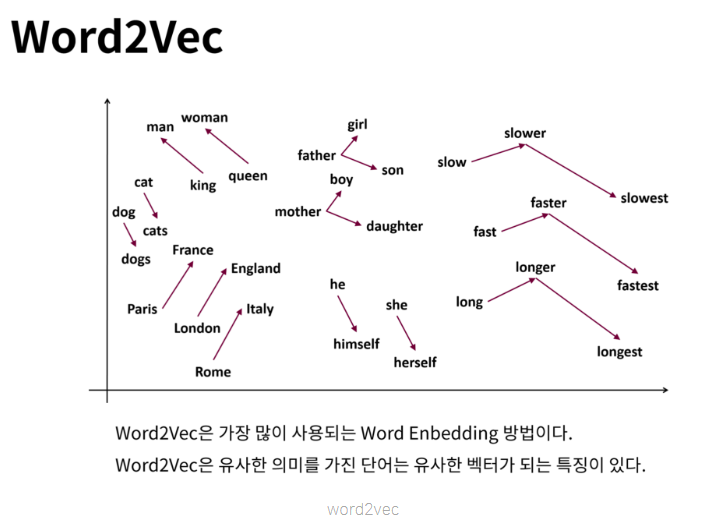 Word2Vec
man
woman
king
queen
cat
dog
cats
dogs
France
England
Italy
Paris
London
Rome
girl
father
son
boy
mother
daughter
he
she
himself
herself
slower
slow
slowest
faster
fast
fastest
longer
long
longest
Word2Vec은 가장 많이 사용되는 Word Enbedding 방법이다.
Word2Vec은 유사한 의미를 가진 단어는 유사한 벡터가 되는 특징이 있다.
word2vec